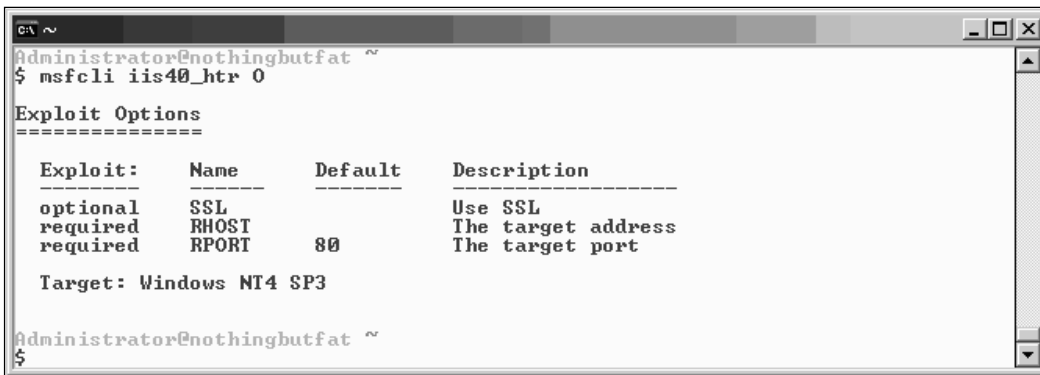 ~
Administrator@nothingbutfat ~
$ msfcli iis40_htr O

Exploit Options
===============

  Exploit:    Name      Default    Description
  --------    ------    -------    ------------------
  optional    SSL                  Use SSL
  required    RHOST                The target address
  required    RPORT     80         The target port

  Target: Windows NT4 SP3

Administrator@nothingbutfat ~
$